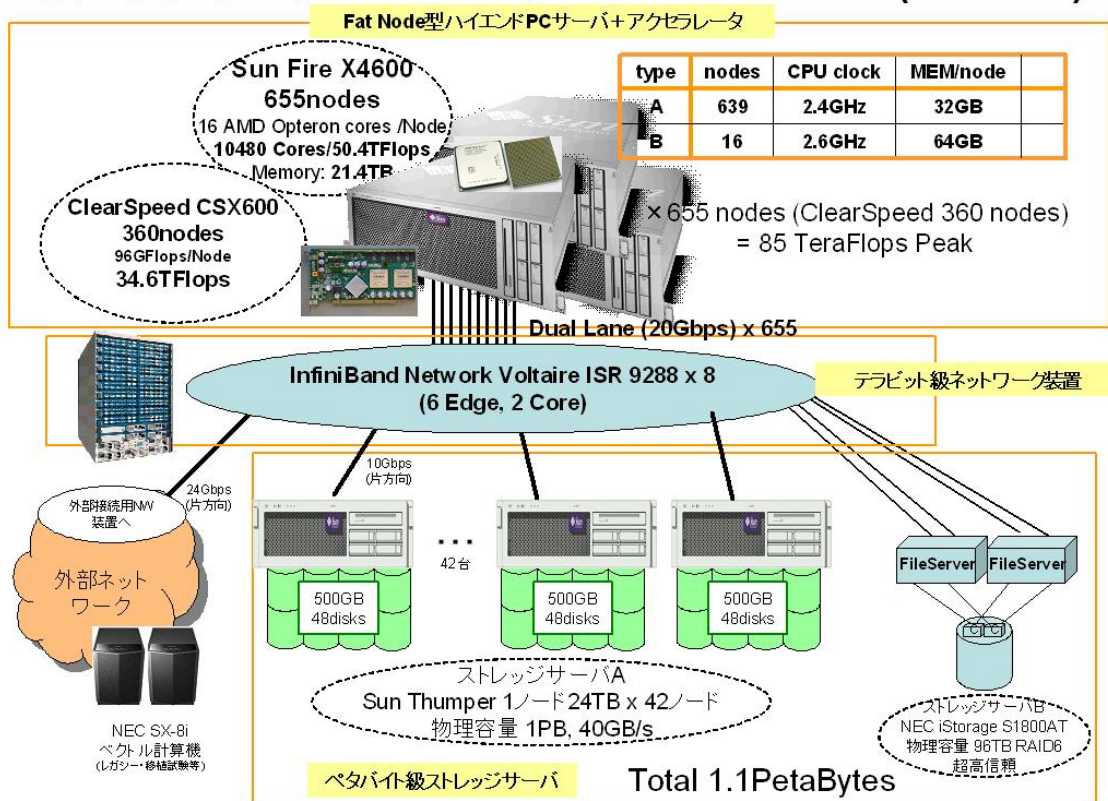 Fat Node型ハイエンドPCサーバ+アクセラレータ
Sun Fire X4600
655nodes
16 AMD Opteron cores /Node
10480 Cores/50.4TFlops
Memory: 21.4TB
type nodes CPU clock MEM/node
A 639 2.4GHz 32GB
B 16 2.6GHz 64GB
ClearSpeed CSX600
360nodes
96GFlops/Node
34.6TFlops
×655 nodes (ClearSpeed 360 nodes)
= 85 TeraFlops Peak
Dual Lane (20Gbps) x 655
InfiniBand Network Voltaire ISR 9288 x 8
(6 Edge, 2 Core)
テラビット級ネットワーク装置
24Gbps
(片方向)
10Gbps
(片方向)
外部接続用NW
装置へ
外部ネット
ワーク
NEC SX-8i
ベクトル計算機
(レガシー・移植試験等)
...
42台
500GB
48disks
500GB
48disks
500GB
48disks
FileServer
FileServer
ストレッジサーバA
Sun Thumper 1ノード24TB x 42ノード
物理容量 1PB, 40GB/s
ストレッジサーバB
NEC iStorage S1800AT
物理容量 96TB RAID6
超高信頼
ペタバイト級ストレッジサーバ
Total 1.1PetaBytes